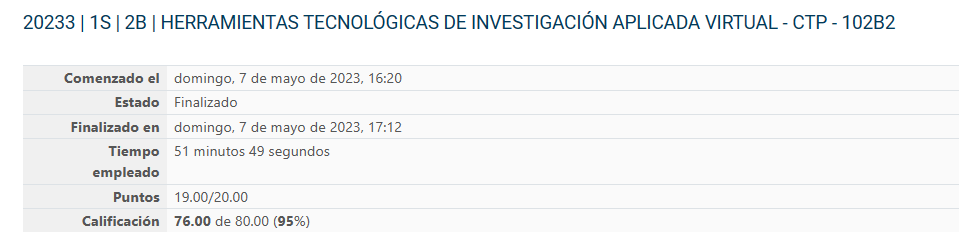 20233 | 1S | 2B | HERRAMIENTAS TECNOLÓGICAS DE INVESTIGACIÓN APLICADA VIRTUAL - CTP - 102B2
Comenzado el domingo, 7 de mayo de 2023, 16:20
Estado Finalizado
Finalizado en domingo, 7 de mayo de 2023, 17:12
Tiempo 51 minutos 49 segundos
empleado
Puntos 19.00/20.00
Calificación 76.00 de 80.00 (95%)